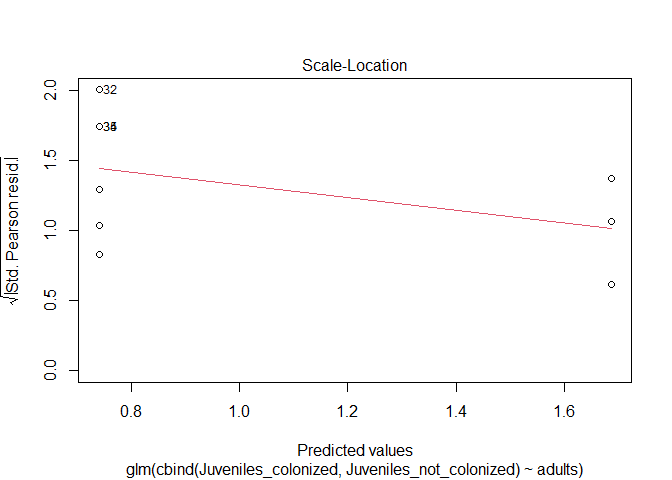 Scale-Location
√|Std. Pearson resid.|
2.0
1.5
1.0
0.5
0.0
32
0.8 1.0 1.2 1.4 1.6
Predicted values
glm(cbind(Juveniles_colonized, Juveniles_not_colonized) ~ adults)